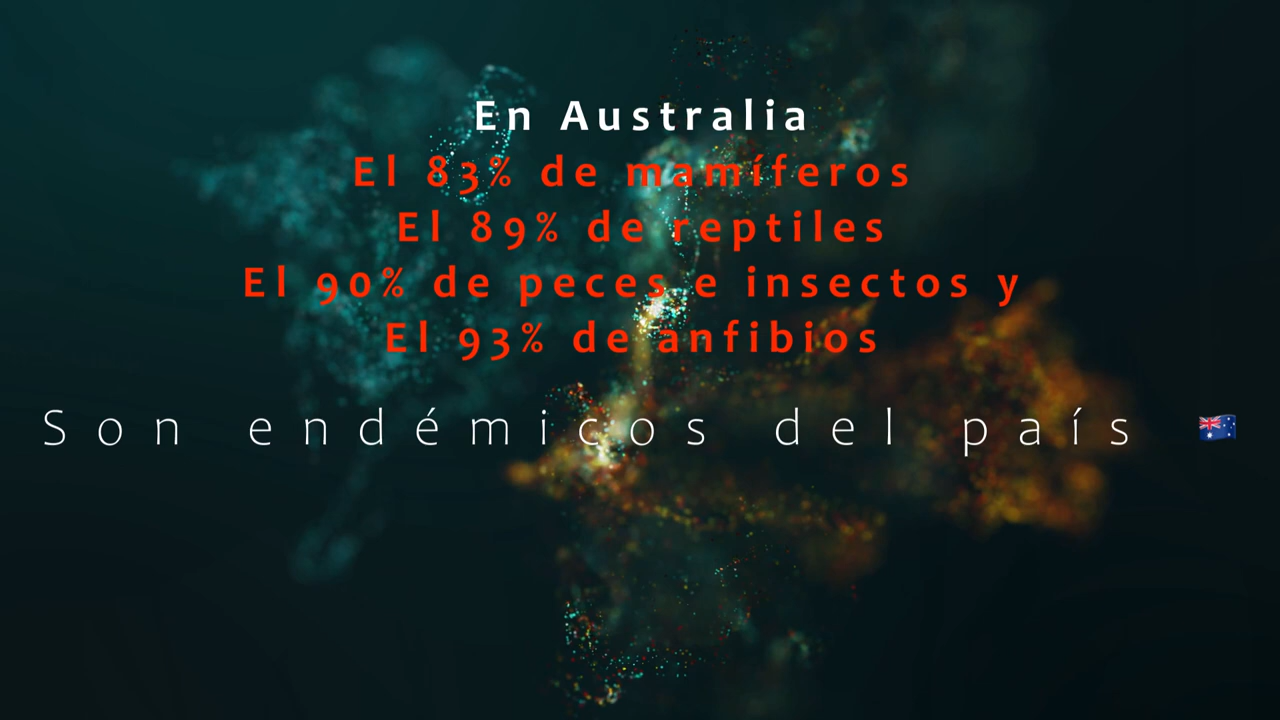 En Australia
El 83% de mamíferos
El 89% de reptiles
El 90% de peces e insectos y
El 93% de anfibios
Son endémicos del país 🇦🇺